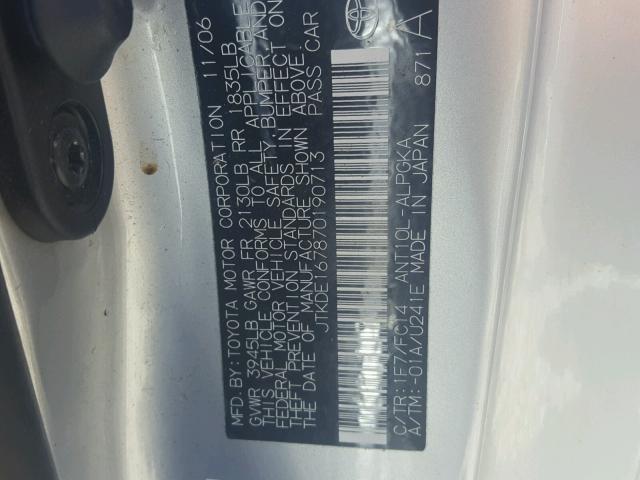 MFD. BY: TOYOTA MOTOR CORPORATION 11/06
GVWR 3945LB GAWR FR 2130LB RR 1835LB
THIS VEHICLE CONFORMS TO ALL APPLICABLE
FEDERAL MOTOR VEHICLE SAFETY, BUMPER AND
THEFT PREVENTION STANDARDS IN EFFECT ON
THE DATE OF MANUFACTURE SHOWN ABOVE.
JTKDE167870190713 PASS CAR
C/TR: 1F7/FC14 ANT10L-ALPGKA
A/TM: -01A/U241E MADE IN JAPAN 871 A